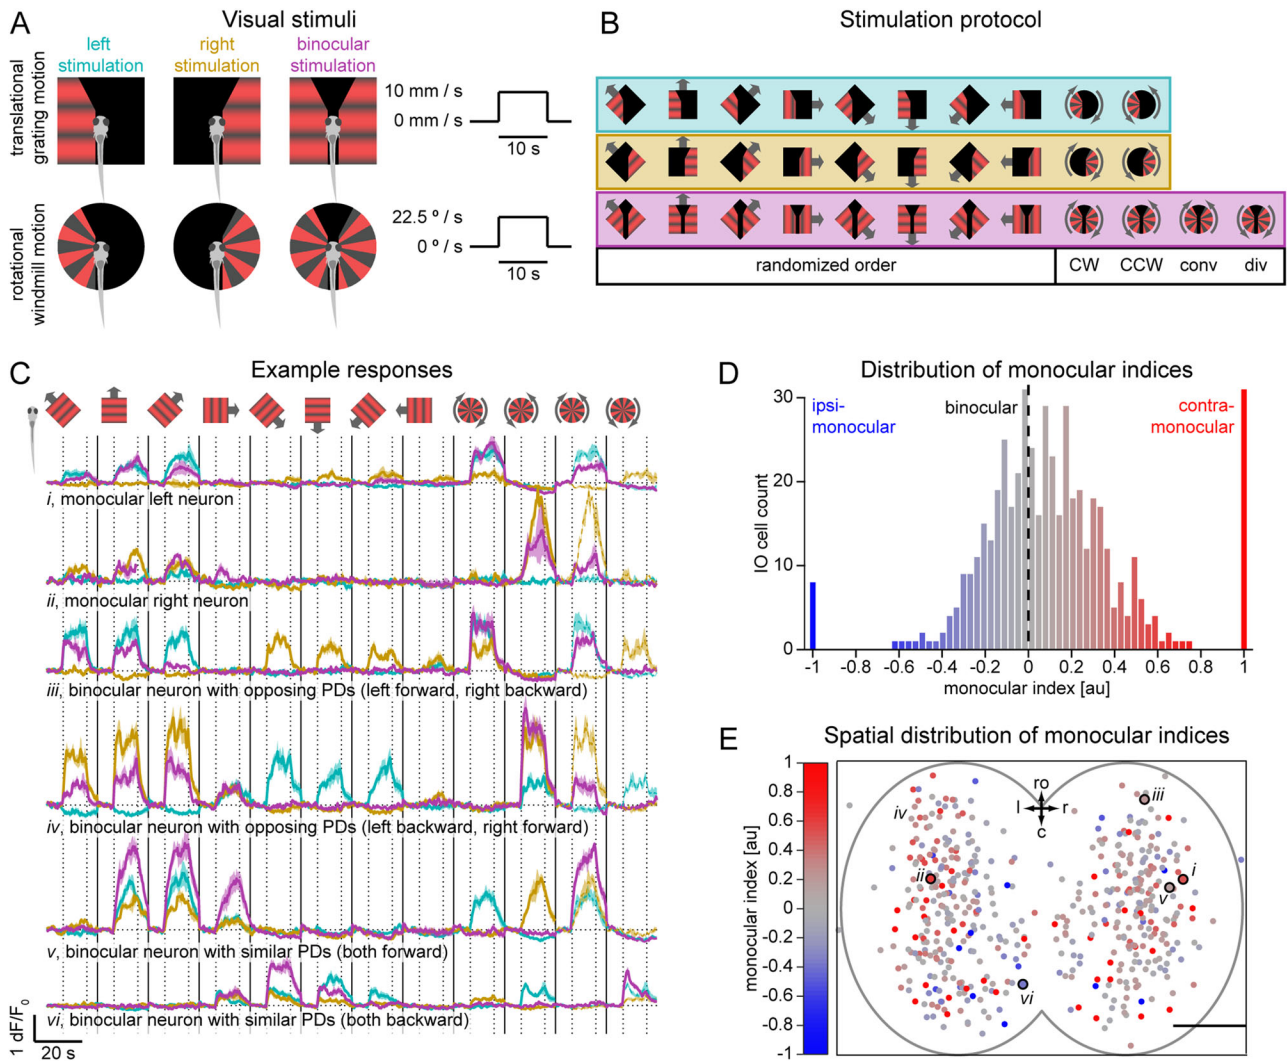 A
Visual stimuli
left stimulation
right stimulation
binocular stimulation
translational grating motion
10 mm / s
0 mm / s
10 s
rotational windmill motion
22.5 º / s
0 º / s
10 s
B
Stimulation protocol
randomized order
CW
CCW
conv
div
C
Example responses
i, monocular left neuron
ii, monocular right neuron
iii, binocular neuron with opposing PDs (left forward, right backward)
iv, binocular neuron with opposing PDs (left backward, right forward)
v, binocular neuron with similar PDs (both forward)
vi, binocular neuron with similar PDs (both backward)
1 dF/F0
20 s
D
Distribution of monocular indices
IO cell count
30
20
10
0
ipsi-
monocular
binocular
contra-
monocular
-1
-0.8
-0.6
-0.4
-0.2
0
0.2
0.4
0.6
0.8
1
monocular index [au]
E
Spatial distribution of monocular indices
monocular index [au]
1
0.8
0.6
0.4
0.2
0
-0.2
-0.4
-0.6
-0.8
-1
ro
l
r
c
iii
iv
ii
i
v
vi